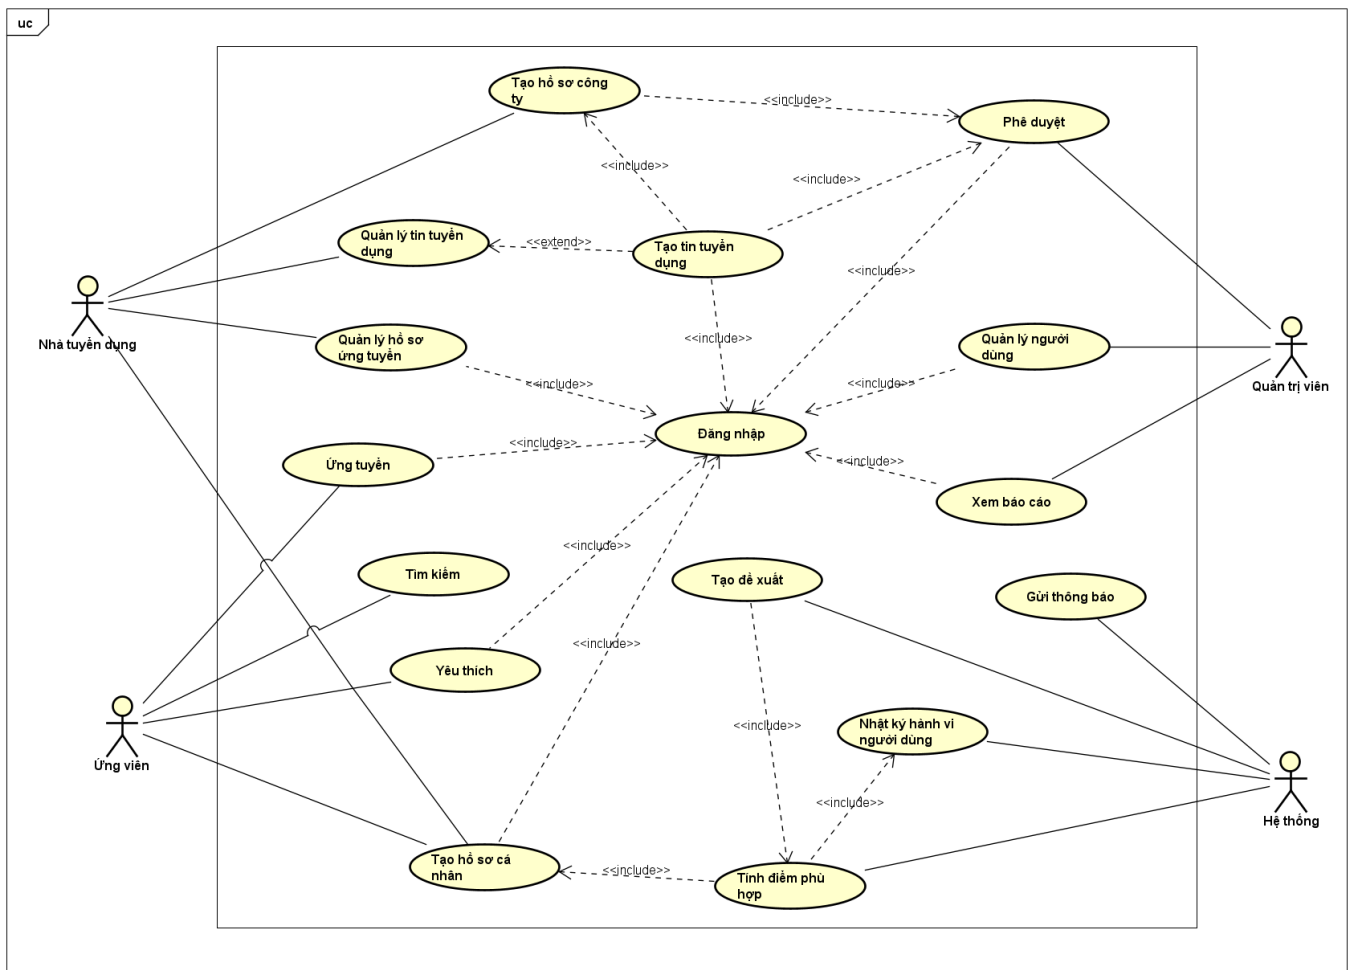 uc
Tạo hồ sơ công
ty
<<include>>
Phê duyệt
<<include>>
<<include>>
Quản lý tin tuyển
dụng
<<extend>>
Tạo tin tuyển
dụng
<<include>>
Nhà tuyển dụng
Quản lý hồ sơ
ứng tuyển
<<include>>
Quản lý người
dùng
Quản trị viên
<<include>>
<<include>>
Đăng nhập
Ứng tuyển
<<include>>
<<include>>
Xem báo cáo
<<include>>
Tìm kiếm
Tạo đề xuất
Gửi thông báo
<<include>>
Yêu thích
Ứng viên
<<include>>
Nhật ký hành vi
người dùng
<<include>>
Hệ thống
Tạo hồ sơ cá
nhân
<<include>>
Tính điểm phù
hợp